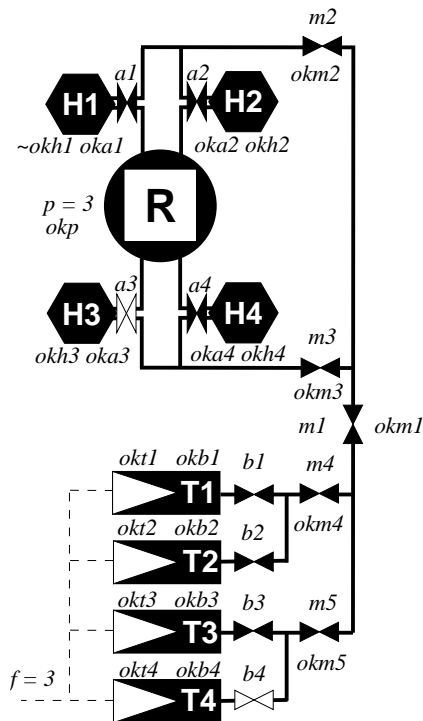 m2
a1 a2 okm2
H1 H2
~okh1 oka1 oka2 okh2
p = 3
okp
R
a3 a4
H3 H4
m3
okh3 oka3 oka4 okh4
okm3
m1 okm1
okt1 okb1 b1 m4
T1
okt2 okb2 b2 okm4
T2
okt3 okb3 b3 m5
T3
okt4 okb4 b4 okm5
f = 3
T4